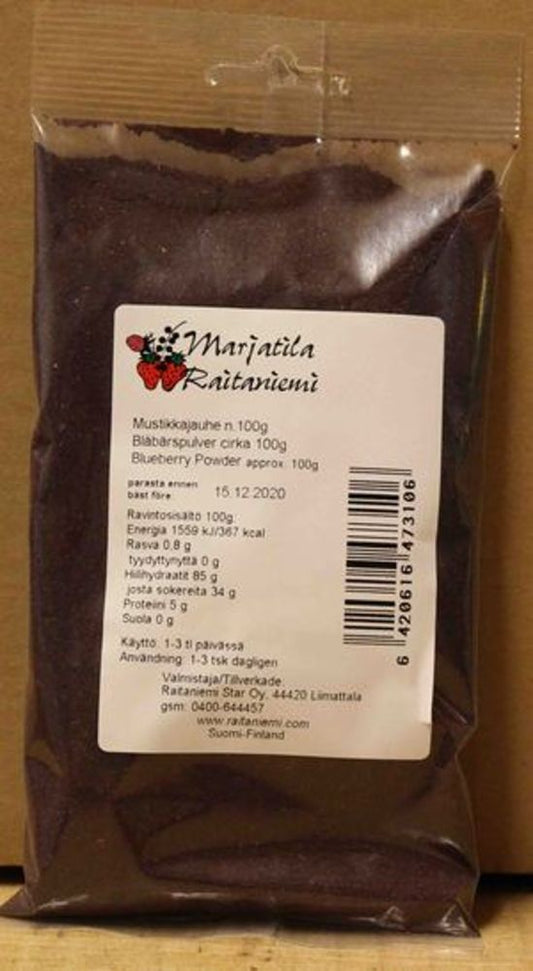 Marjatila
Raitaniemi
Mustikkajauhe n.100g
Blåbärspulver cirka 100g
Blueberry Powder approx. 100g
parasta ennen
bäst före 15.12.2020
Ravintosisältö 100g:
Energia 1559 kJ/367 kcal
Rasva 0,8 g
tyydyttynyttä 0 g
Hiilihydraatit 85 g
josta sokereita 34 g
Proteiini 5 g
Suola 0 g
Käyttö: 1-3 tl päivässä
Användning: 1-3 tsk dagligen
Valmistaja/Tillverkade
Raitaniemi Star Oy, 44420 Liimattala
gsm: 0400-644457
www.raitaniemi.com
Suomi-Finland
6 420616 473106